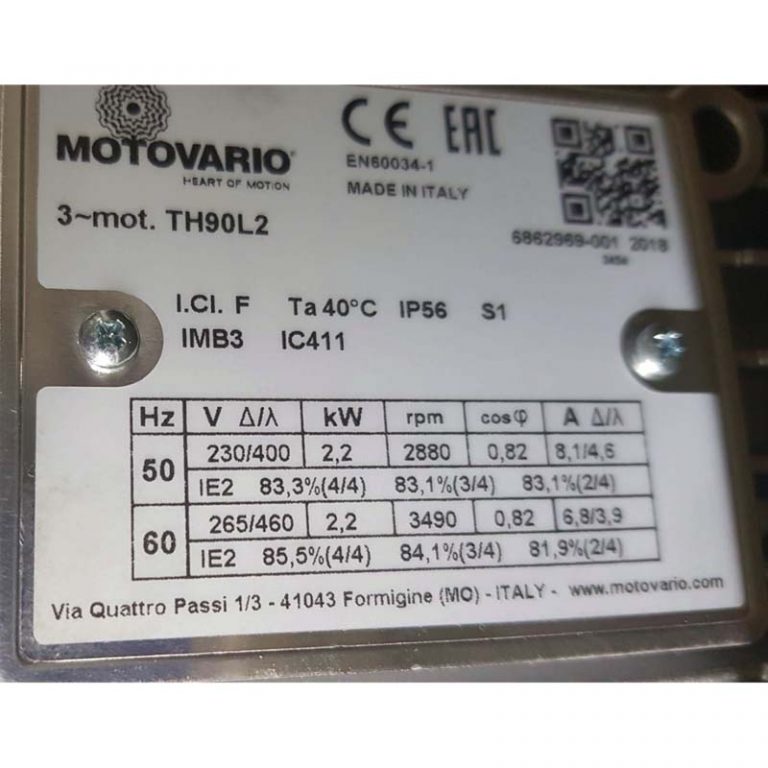 MOTOVARIO®
HEART OF MOTION
CE EAC
EN60034-1
MADE IN ITALY
3~mot. TH90L2
6862969-001 2018
I.Cl. F Ta 40°C IP56 S1
IMB3 IC411
Hz V Δ/λ kW rpm cosφ A Δ/λ
50 230/400 2,2 2880 0,82 8,1/4,6
IE2 83,3%(4/4) 83,1%(3/4) 83,1%(2/4)
60 265/460 2,2 3490 0,82 6,8/3,9
IE2 85,5%(4/4) 84,1%(3/4) 81,9%(2/4)
Via Quattro Passi 1/3 - 41043 Formigine (MO) - ITALY - www.motovario.com